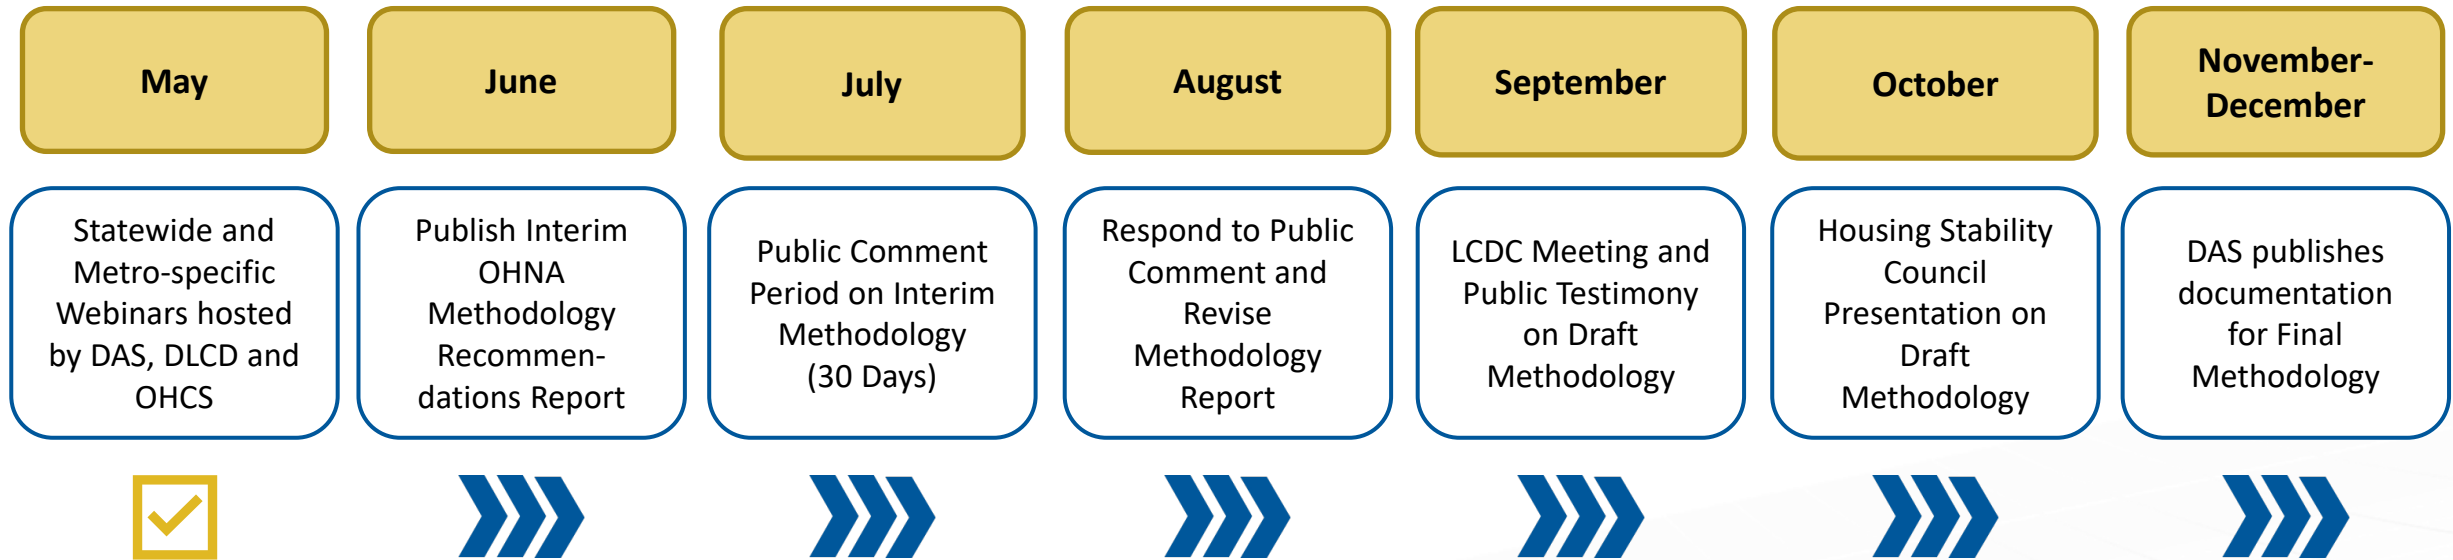 May
June
July
August
September
October
November-
December
Statewide and
Metro-specific
Webinars hosted
by DAS, DLCD and
OHCS
Publish Interim
OHNA
Methodology
Recommen-
dations Report
Public Comment
Period on Interim
Methodology
(30 Days)
Respond to Public
Comment and
Revise
Methodology
Report
LCDC Meeting and
Public Testimony
on Draft
Methodology
Housing Stability
Council
Presentation on
Draft
Methodology
DAS publishes
documentation
for Final
Methodology